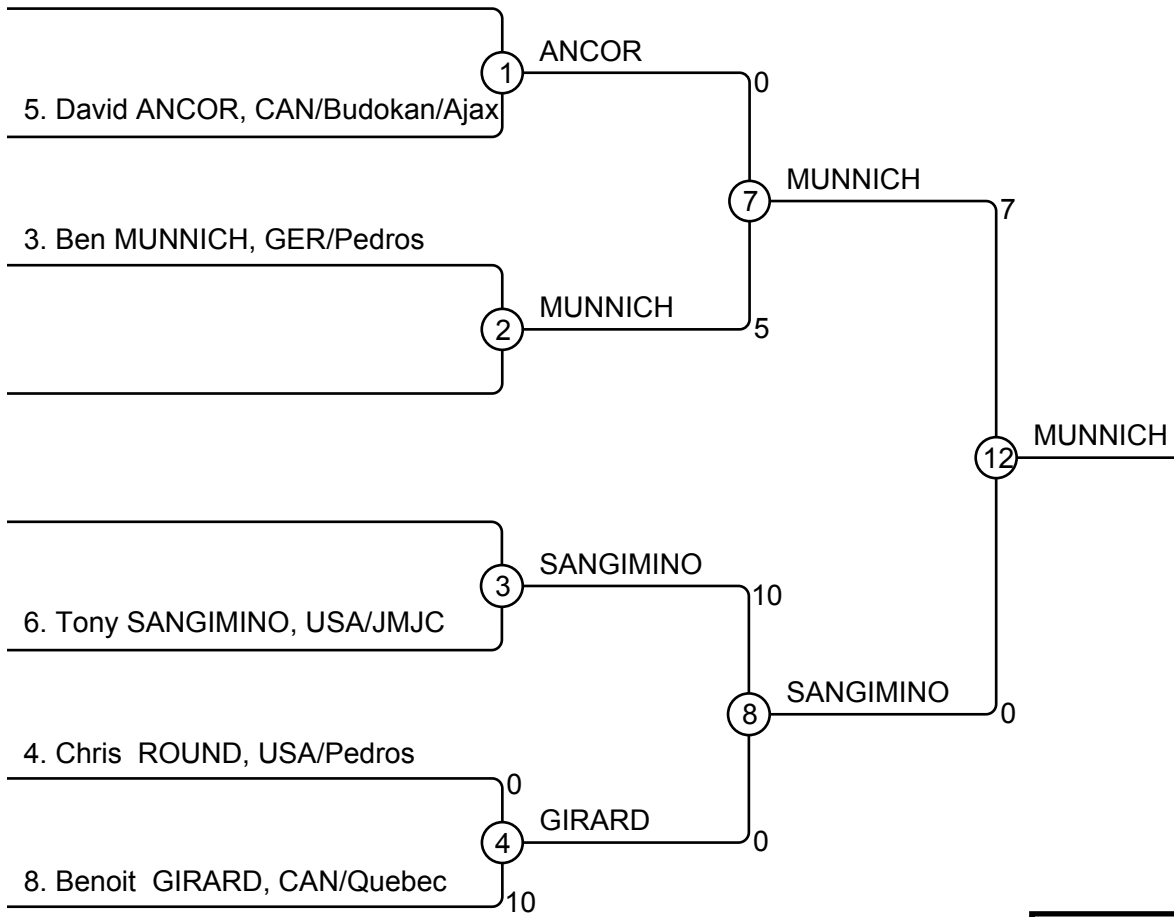 ANCOR
1
0
5. David ANCOR, CAN/Budokan/Ajax
MUNNICH
7
7
3. Ben MUNNICH, GER/Pedros
MUNNICH
2
5
MUNNICH
12
SANGIMINO
3
10
6. Tony SANGIMINO, USA/JMJC
SANGIMINO
8
0
4. Chris  ROUND, USA/Pedros
0
GIRARD
4
0
8. Benoit  GIRARD, CAN/Quebec
10